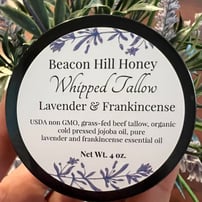 Beacon Hill Honey
Whipped Tallow
Lavender & Frankincense
USDA non GMO, grass-fed beef tallow, organic
cold pressed jojoba oil, pure
lavender and frankincense essential oil
Net Wt. 4 oz.